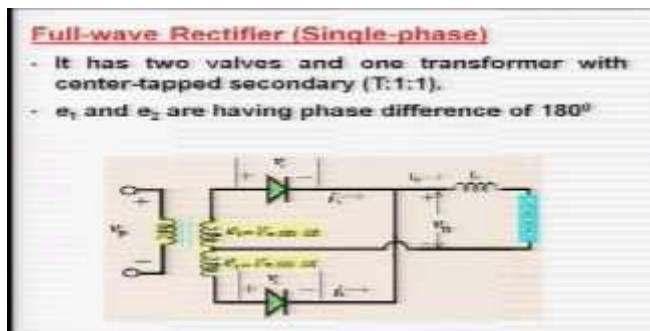 Full-wave Rectifier (Single-phase)
- It has two valves and one transformer with
center-tapped secondary (T:1:1).
- e₁ and e₂ are having phase difference of 180⁰
+
-
+
-
+
-
+
-